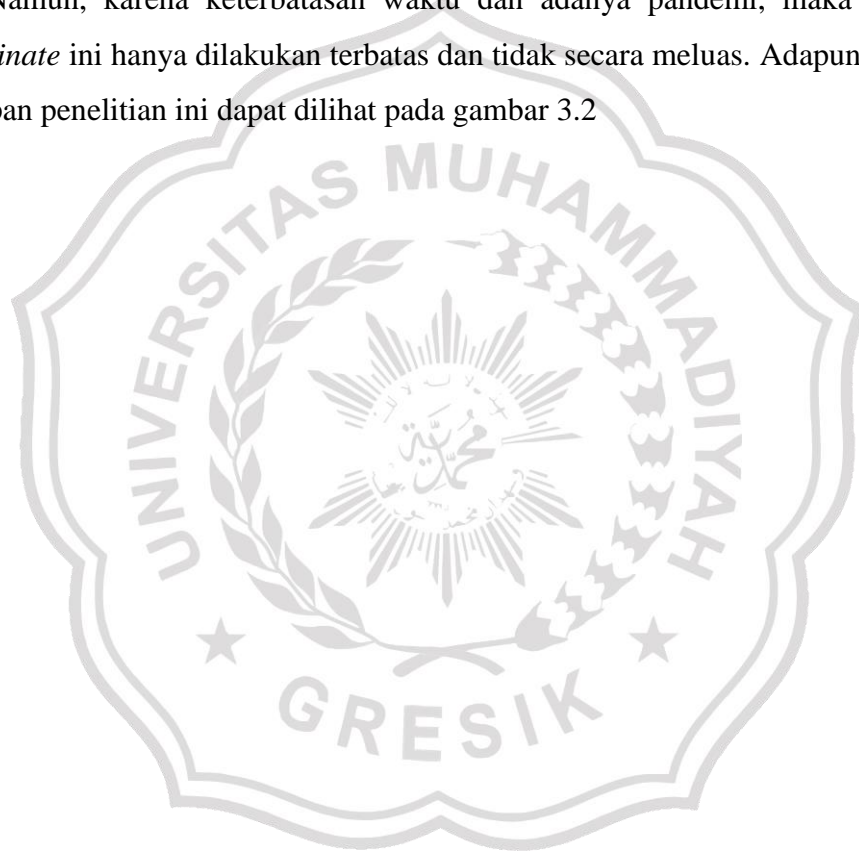 Namun, karena keterbatasan waktu dan adanya pandemi, maka
inate ini hanya dilakukan terbatas dan tidak secara meluas. Adapun
pan penelitian ini dapat dilihat pada gambar 3.2
UNIVERSITAS MUHAMMADIYAH
GRESIK